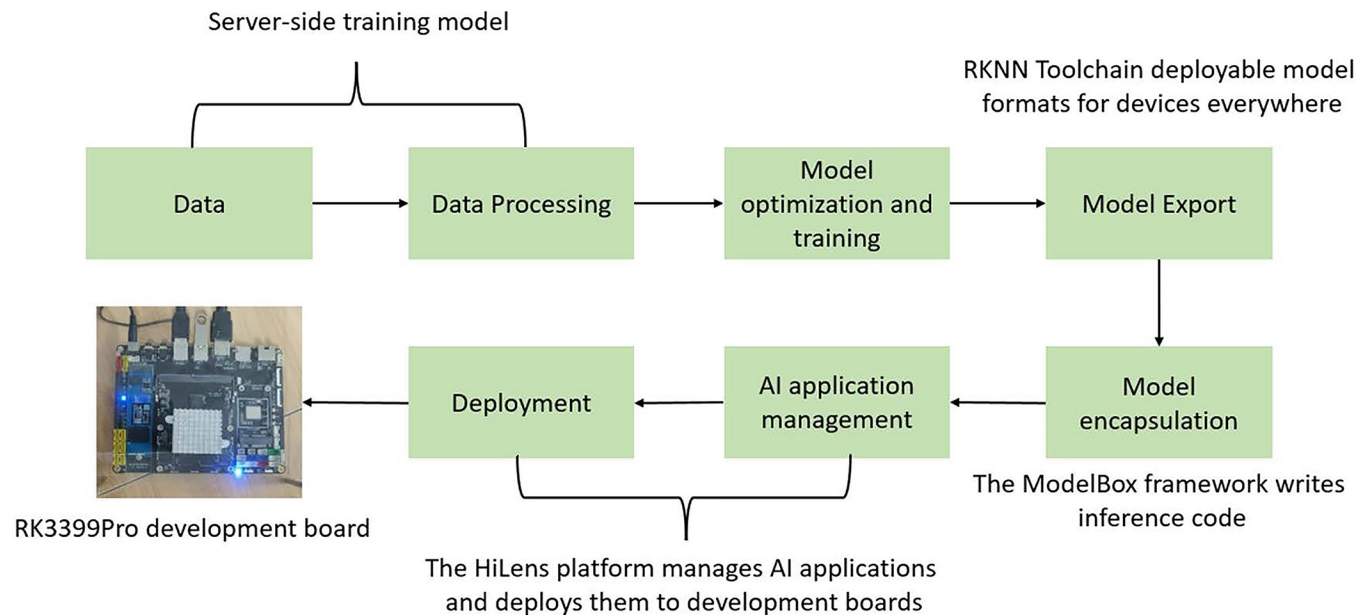 Server-side training model
RKNN Toolchain deployable model
formats for devices everywhere
Data
Data Processing
Model
optimization and
training
Model Export
Deployment
AI application
management
Model
encapsulation
The ModelBox framework writes
inference code
RK3399Pro development board
The HiLens platform manages AI applications
and deploys them to development boards